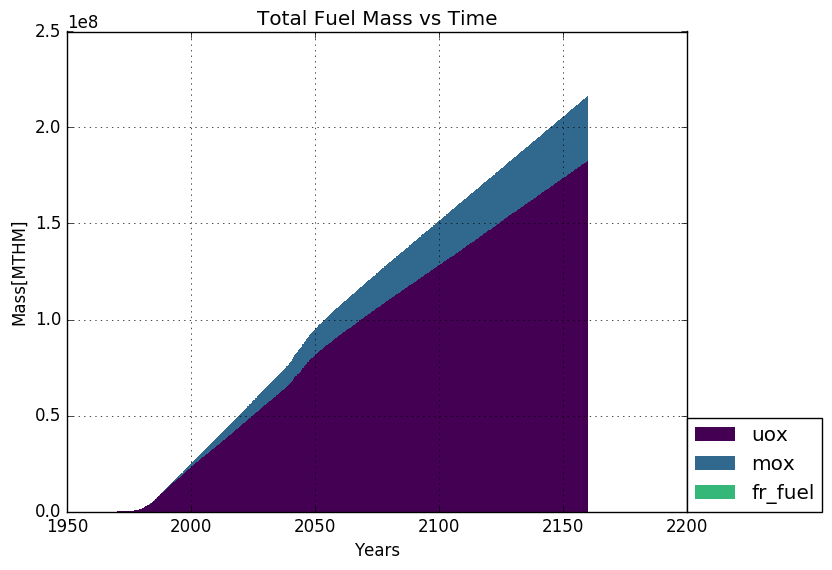 Total Fuel Mass vs Time
1e8
2.5
2.0
1.5
1.0
0.5
0.0
Mass[MTHM]
1950 2000 2050 2100 2150 2200
Years
uox
mox
fr_fuel